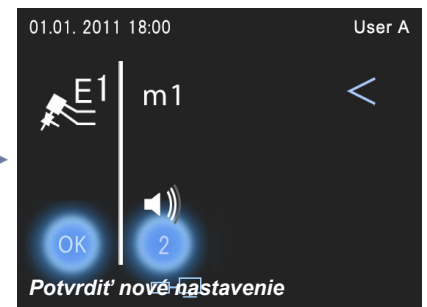 01.01. 2011 18:00 User A
E1 m1 <
OK 2
Potvrdiť nové nastavenie